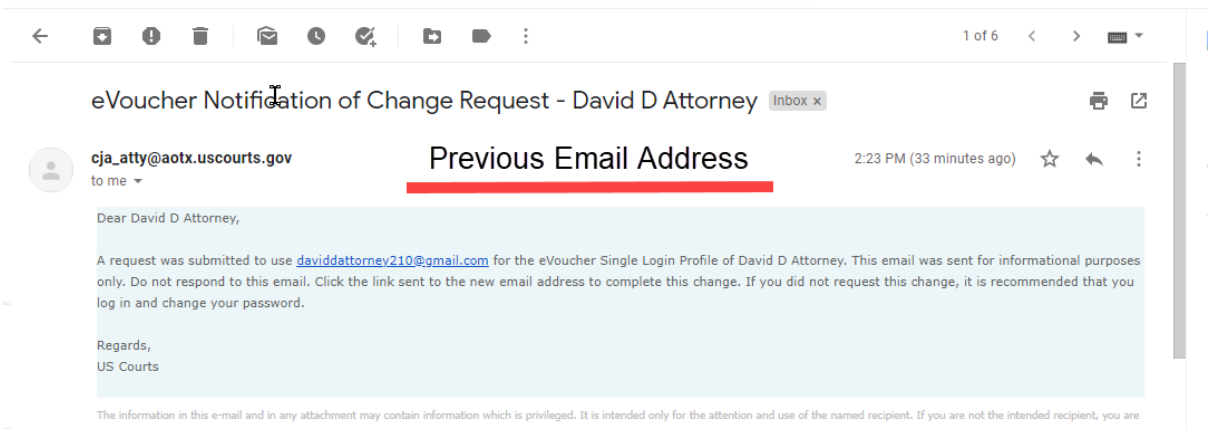 1 of 6
eVoucher Notification of Change Request - David D Attorney Inbox x
cja_atty@aotx.uscourts.gov
Previous Email Address
2:23 PM (33 minutes ago)
to me
Dear David D Attorney,
A request was submitted to use daviddattorney210@gmail.com for the eVoucher Single Login Profile of David D Attorney. This email was sent for informational purposes
only. Do not respond to this email. Click the link sent to the new email address to complete this change. If you did not request this change, it is recommended that you
log in and change your password.
Regards,
US Courts
The information in this e-mail and in any attachment may contain information which is privileged. It is intended only for the attention and use of the named recipient. If you are not the intended recipient, you are